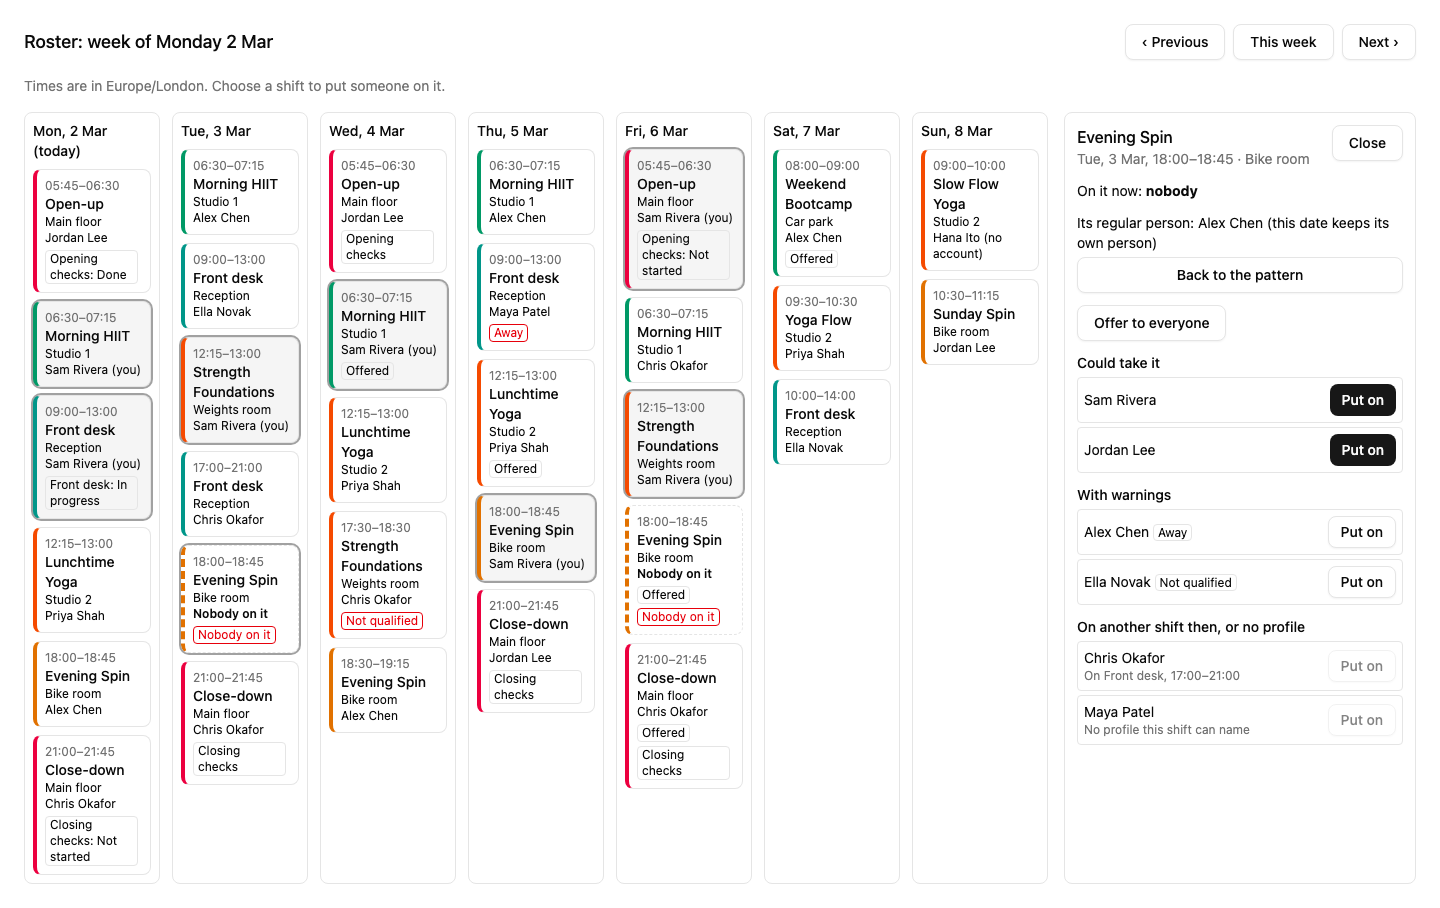 Roster: week of Monday 2 Mar
‹ Previous
This week
Next ›
Times are in Europe/London. Choose a shift to put someone on it.
Mon, 2 Mar
(today)
05:45–06:30
Open-up
Main floor
Jordan Lee
Opening
checks: Done
06:30–07:15
Morning HIIT
Studio 1
Sam Rivera (you)
09:00–13:00
Front desk
Reception
Sam Rivera (you)
Front desk: In
progress
12:15–13:00
Lunchtime
Yoga
Studio 2
Priya Shah
18:00–18:45
Evening Spin
Bike room
Alex Chen
21:00–21:45
Close-down
Main floor
Chris Okafor
Closing
checks: Not
started
Tue, 3 Mar
06:30–07:15
Morning HIIT
Studio 1
Alex Chen
09:00–13:00
Front desk
Reception
Ella Novak
12:15–13:00
Strength
Foundations
Weights room
Sam Rivera (you)
17:00–21:00
Front desk
Reception
Chris Okafor
18:00–18:45
Evening Spin
Bike room
Nobody on it
Nobody on it
21:00–21:45
Close-down
Main floor
Chris Okafor
Closing
checks
Wed, 4 Mar
05:45–06:30
Open-up
Main floor
Jordan Lee
Opening
checks
06:30–07:15
Morning HIIT
Studio 1
Sam Rivera (you)
Offered
12:15–13:00
Lunchtime
Yoga
Studio 2
Priya Shah
17:30–18:30
Strength
Foundations
Weights room
Chris Okafor
Not qualified
18:30–19:15
Evening Spin
Bike room
Alex Chen
Thu, 5 Mar
06:30–07:15
Morning HIIT
Studio 1
Alex Chen
09:00–13:00
Front desk
Reception
Maya Patel
Away
12:15–13:00
Lunchtime
Yoga
Studio 2
Priya Shah
Offered
18:00–18:45
Evening Spin
Bike room
Sam Rivera (you)
21:00–21:45
Close-down
Main floor
Jordan Lee
Closing
checks
Fri, 6 Mar
05:45–06:30
Open-up
Main floor
Sam Rivera (you)
Opening
checks: Not
started
06:30–07:15
Morning HIIT
Studio 1
Chris Okafor
12:15–13:00
Strength
Foundations
Weights room
Sam Rivera (you)
18:00–18:45
Evening Spin
Bike room
Nobody on it
Offered
Nobody on it
21:00–21:45
Close-down
Main floor
Chris Okafor
Offered
Closing
checks
Sat, 7 Mar
08:00–09:00
Weekend
Bootcamp
Car park
Alex Chen
Offered
09:30–10:30
Yoga Flow
Studio 2
Priya Shah
10:00–14:00
Front desk
Reception
Ella Novak
Sun, 8 Mar
09:00–10:00
Slow Flow
Yoga
Studio 2
Hana Ito (no
account)
10:30–11:15
Sunday Spin
Bike room
Jordan Lee
Evening Spin
Close
Tue, 3 Mar, 18:00–18:45 · Bike room
On it now: nobody
Its regular person: Alex Chen (this date keeps its
own person)
Back to the pattern
Offer to everyone
Could take it
Sam Rivera
Put on
Jordan Lee
Put on
With warnings
Alex Chen Away
Put on
Ella Novak Not qualified
Put on
On another shift then, or no profile
Chris Okafor
On Front desk, 17:00–21:00
Put on
Maya Patel
No profile this shift can name
Put on